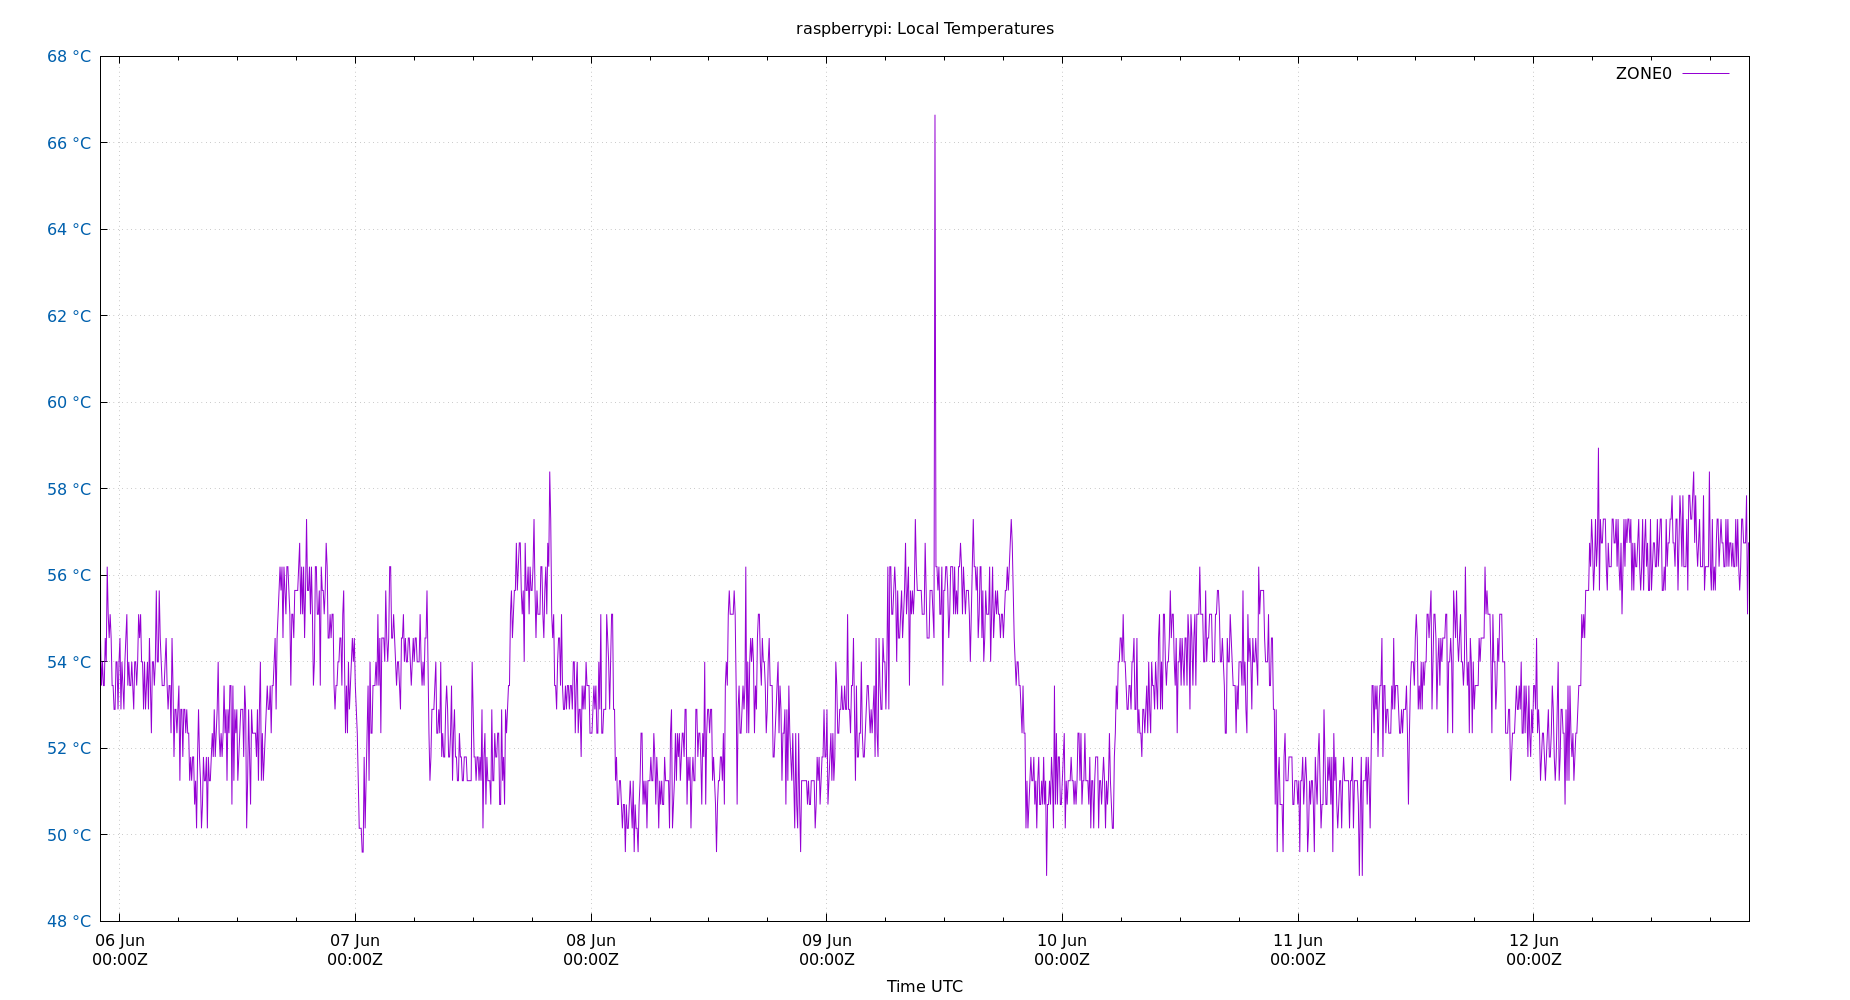 raspberrypi: Local Temperatures
68 °C
ZONE0
66 °C
64 °C
62 °C
60 °C
58 °C
56 °C
54 °C
52 °C
50 °C
48 °C
06 Jun 07 Jun 08 Jun 09 Jun 10 Jun 11 Jun 12 Jun
00:00Z 00:00Z 00:00Z 00:00Z 00:00Z 00:00Z 00:00Z
Time UTC